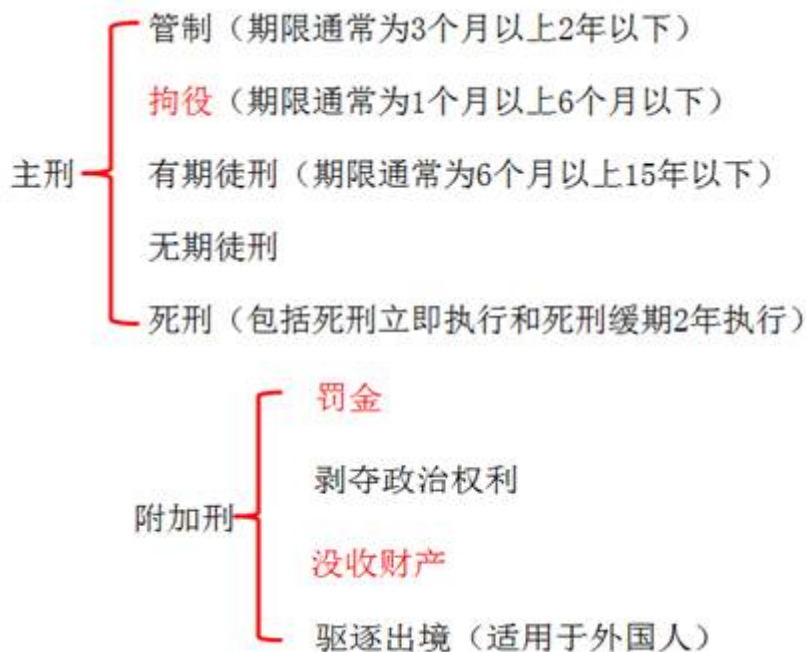 管制（期限通常为3个月以上2年以下）
拘役（期限通常为1个月以上6个月以下）
主刑
有期徒刑（期限通常为6个月以上15年以下）
无期徒刑
死刑（包括死刑立即执行和死刑缓期2年执行）
罚金
剥夺政治权利
附加刑
没收财产
驱逐出境（适用于外国人）